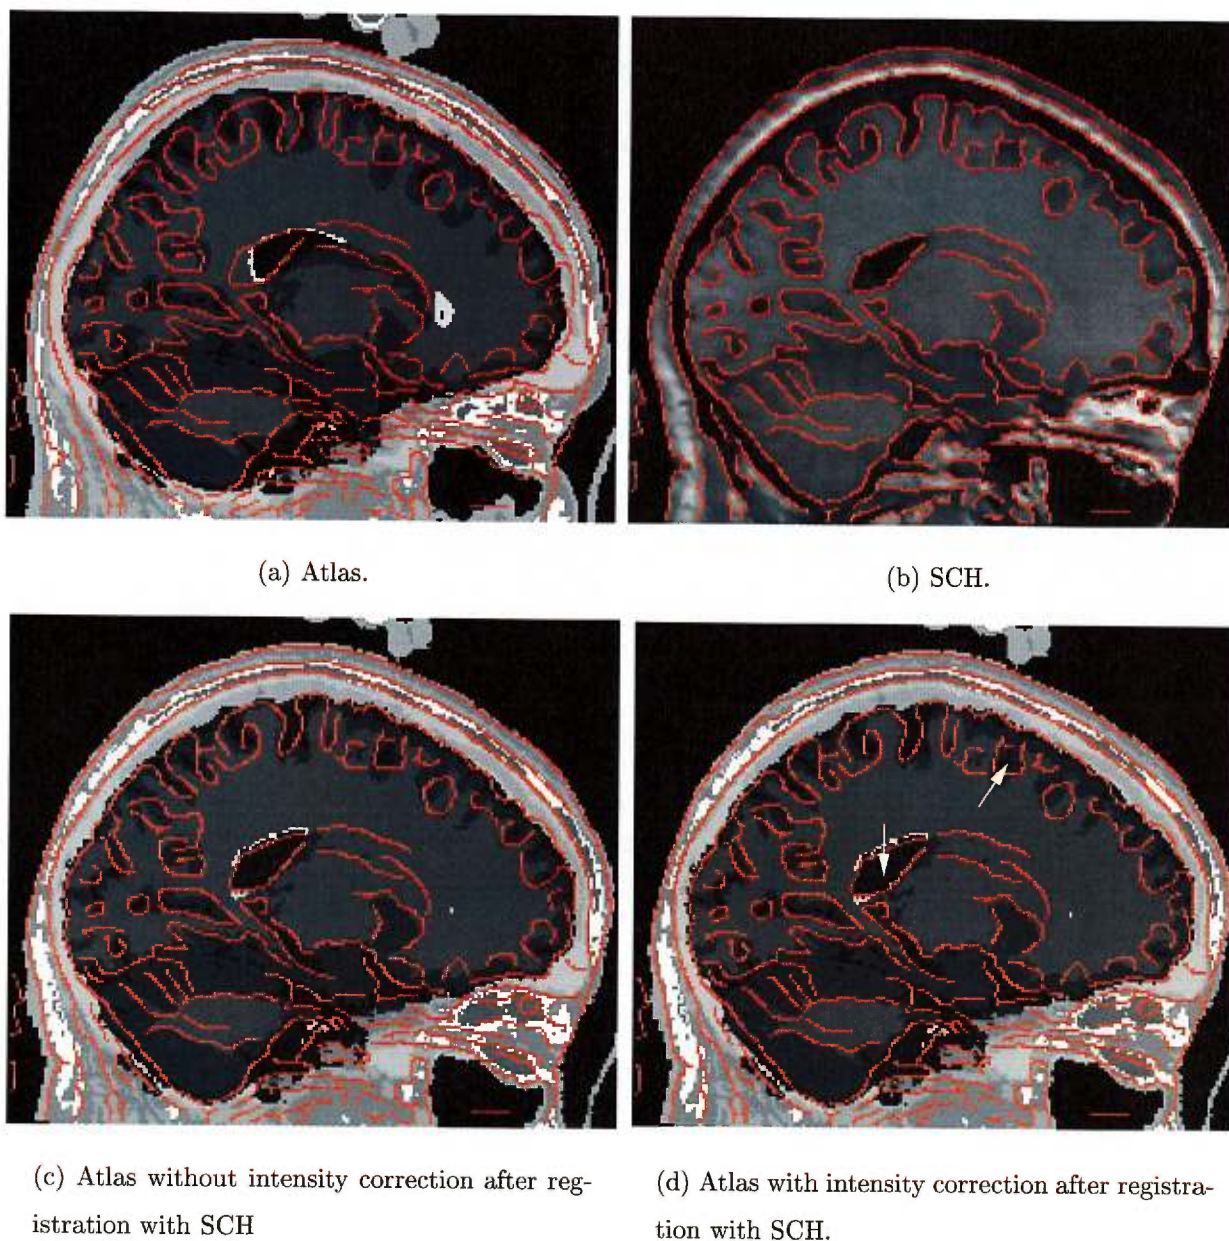 (a) Atlas.
(b) SCH.
(c) Atlas without intensity correction after reg-
istration with SCH
(d) Atlas with intensity correction after registra-
tion with SCH.